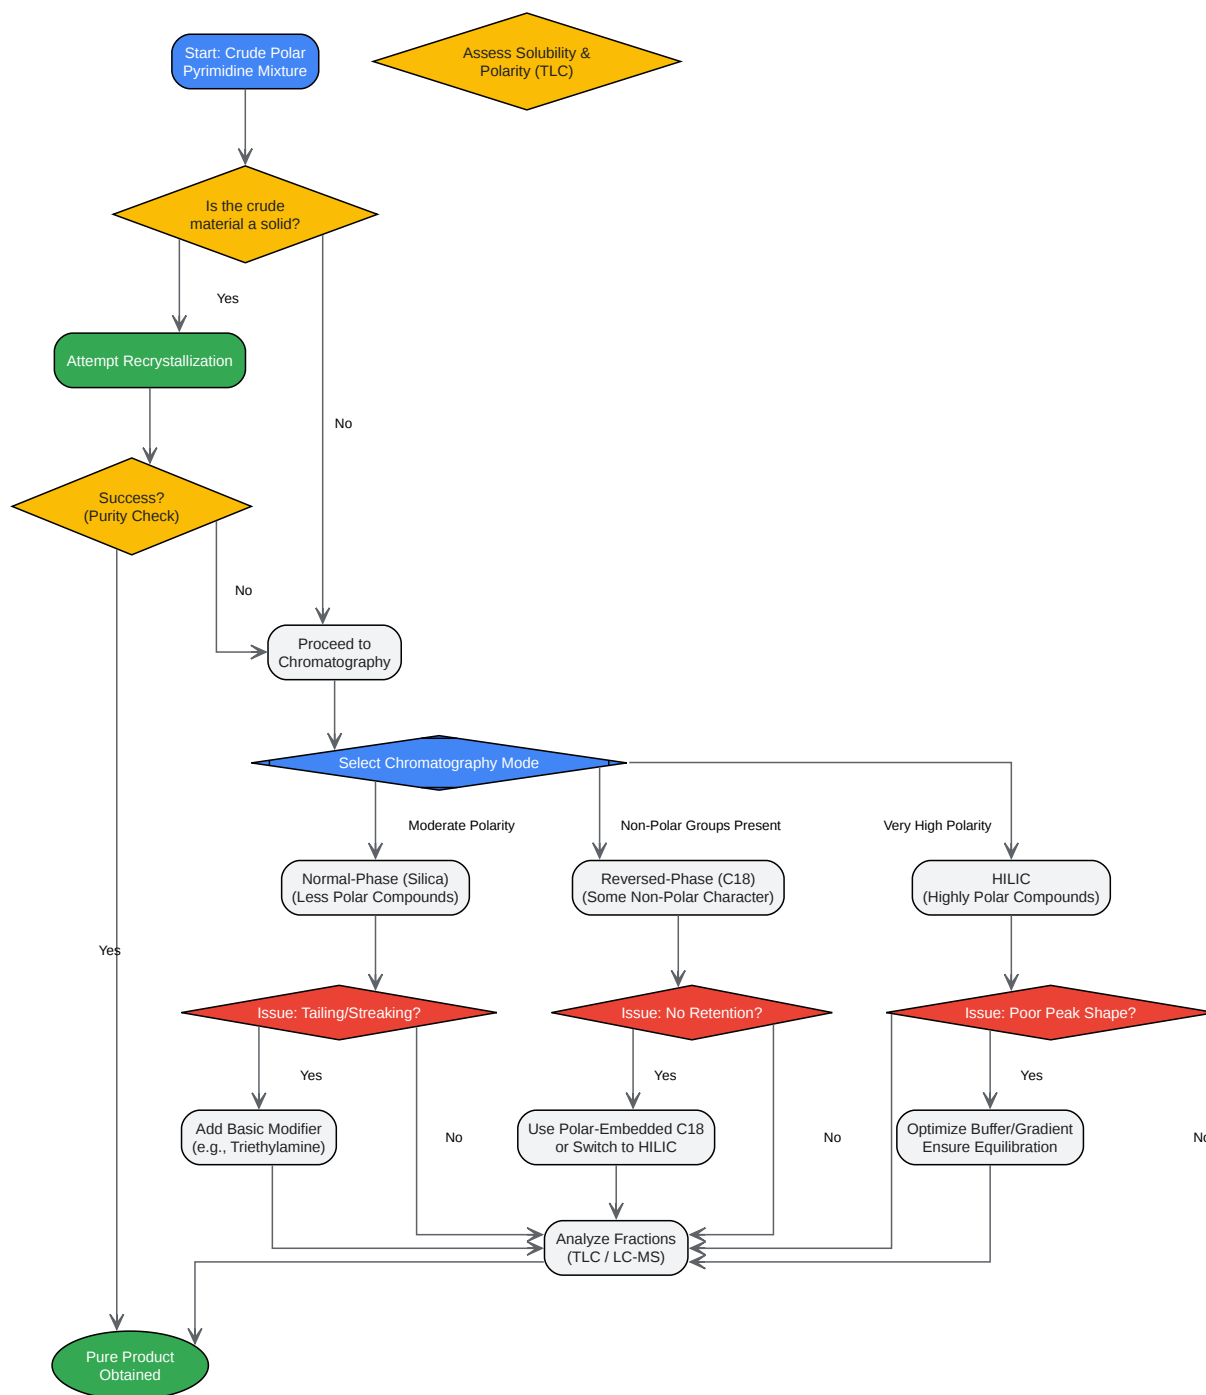 Start: Crude Polar
Pyrimidine Mixture
Assess Solubility &
Polarity (TLC)
Is the crude
material a solid?
Yes
Attempt Recrystallization
No
Success?
(Purity Check)
No
Proceed to
Chromatography
Select Chromatography Mode
Moderate Polarity
Non-Polar Groups Present
Very High Polarity
Normal-Phase (Silica)
(Less Polar Compounds)
Reversed-Phase (C18)
(Some Non-Polar Character)
HILIC
(Highly Polar Compounds)
Yes
Issue: Tailing/Streaking?
Issue: No Retention?
Issue: Poor Peak Shape?
Yes
Yes
Yes
Add Basic Modifier
(e.g., Triethylamine)
No
Use Polar-Embedded C18
or Switch to HILIC
No
Optimize Buffer/Gradient
Ensure Equilibration
No
Analyze Fractions
(TLC / LC-MS)
Pure Product
Obtained